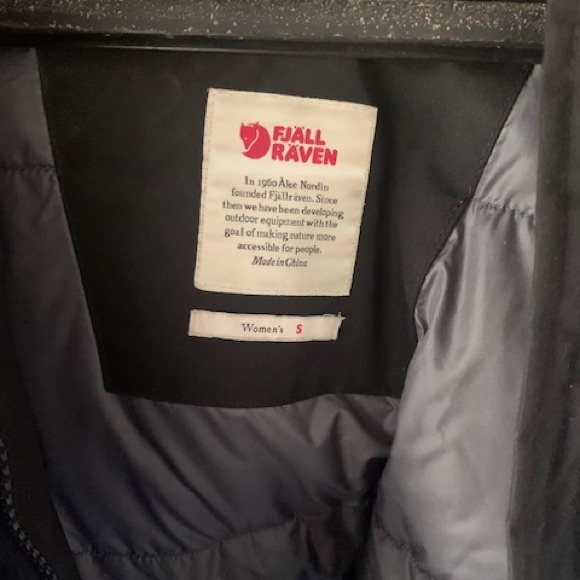 FJÄLL
RÄVEN
In 1960 Åke Nordin
founded Fjällräven. Since
then we have been developing
outdoor equipment with the
goal of making nature more
accessible for people.
Made in China
Women's S